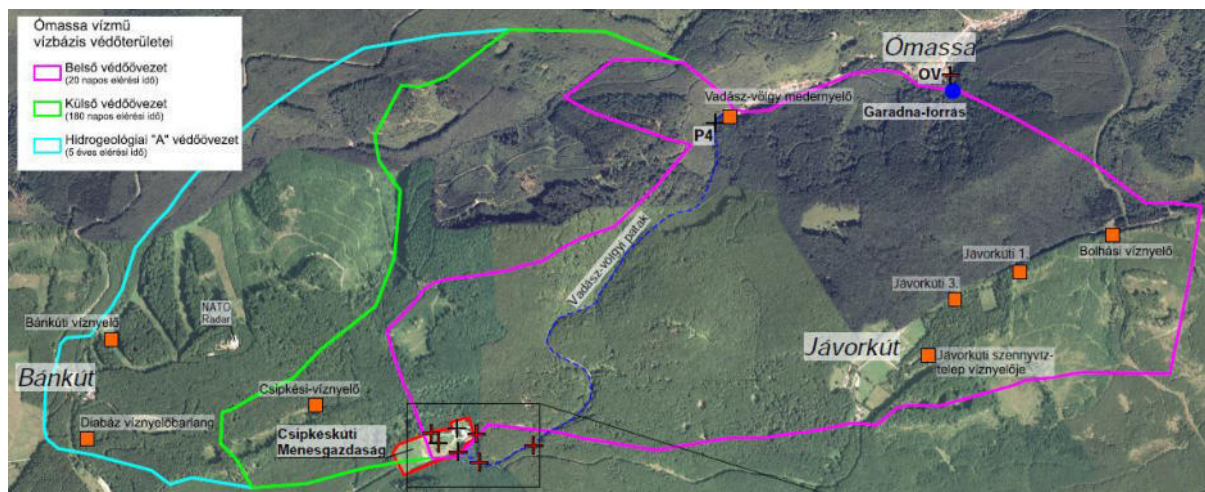 Ómassa vízmű
vízbázis védőterületei
Belső védőövezet
(20 napos elérési idő)
Külső védőövezet
(180 napos elérési idő)
Hidrogeológiai "A" védőövezet
(5 éves elérési idő)
Ómassa
OV
Garadna-forrás
Vadász-völgy medernyelő
P4
Vadász-völgyi patak
Bolhási víznyelő
Jávorkúti 1.
Jávorkúti 3.
Jávorkút
Jávorkúti szennyvíz-
telep víznyelője
NATO
Radar
Bánkúti víznyelő
Bánkút
Csipkési-víznyelő
Diabáz víznyelőbarlang
Csipkéskúti
Ménesgazdaság